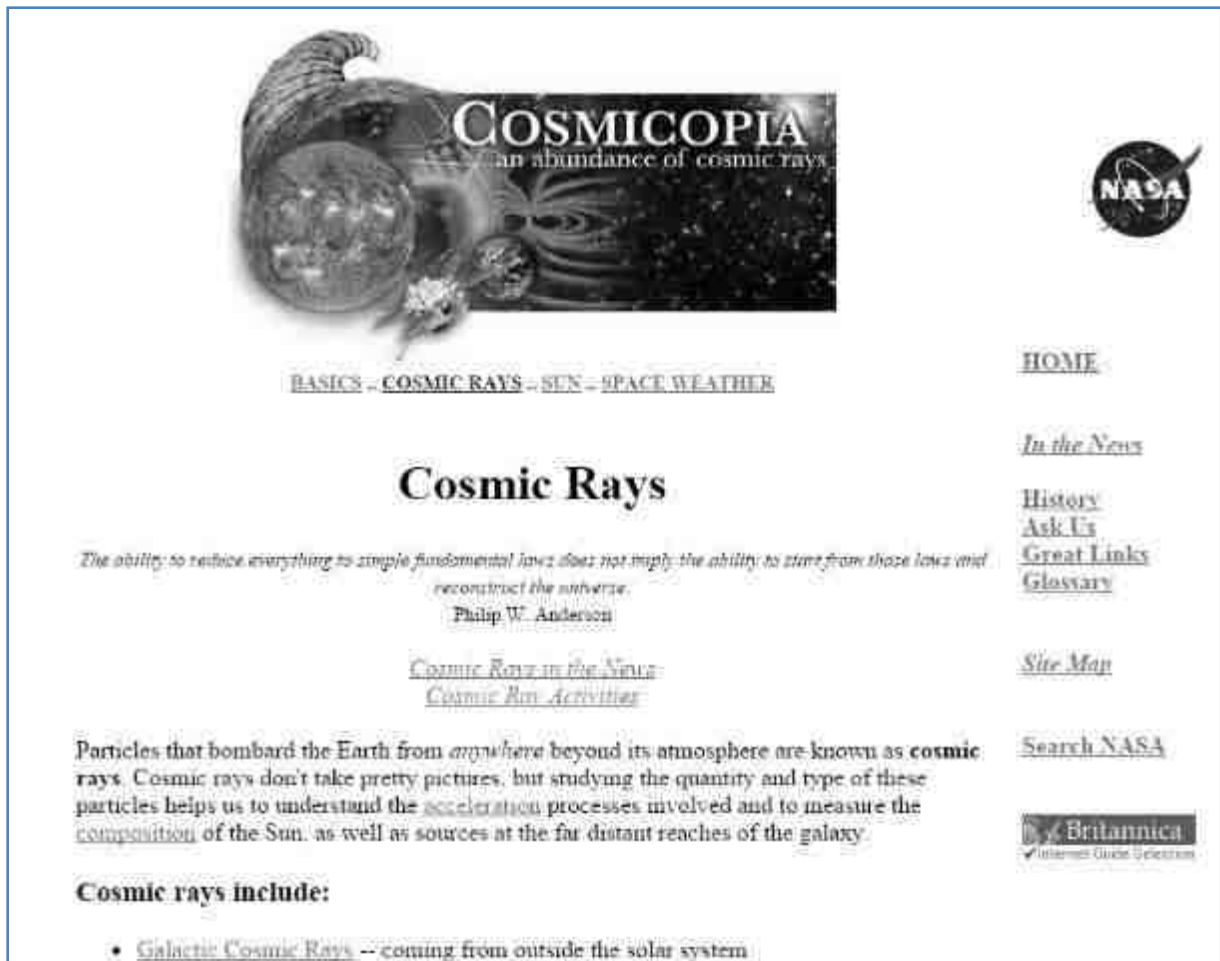 COSMICOPIA
an abundance of cosmic rays
NASA
BASICS -- COSMIC RAYS -- SUN -- SPACE WEATHER
Cosmic Rays
The ability to reduce everything to simple fundamental laws does not imply the ability to start from those laws and
reconstruct the universe.
Philip W. Anderson
Cosmic Rays in the News
Cosmic Ray Activities
Particles that bombard the Earth from anywhere beyond its atmosphere are known as cosmic
rays. Cosmic rays don't take pretty pictures, but studying the quantity and type of these
particles helps us to understand the acceleration processes involved and to measure the
composition of the Sun, as well as sources at the far distant reaches of the galaxy.
Cosmic rays include:
• Galactic Cosmic Rays -- coming from outside the solar system
HOME
In the News
History
Ask Us
Great Links
Glossary
Site Map
Search NASA
Britannica
Internet Guide Selection